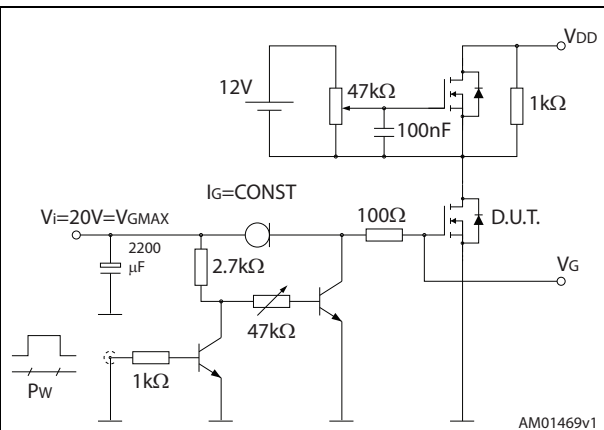 VDD
12V
47kΩ
1kΩ
100nF
IG=CONST
Vi=20V=VGMAX
100Ω
D.U.T.
2200
μF
2.7kΩ
VG
47kΩ
1kΩ
PW
AM01469v1